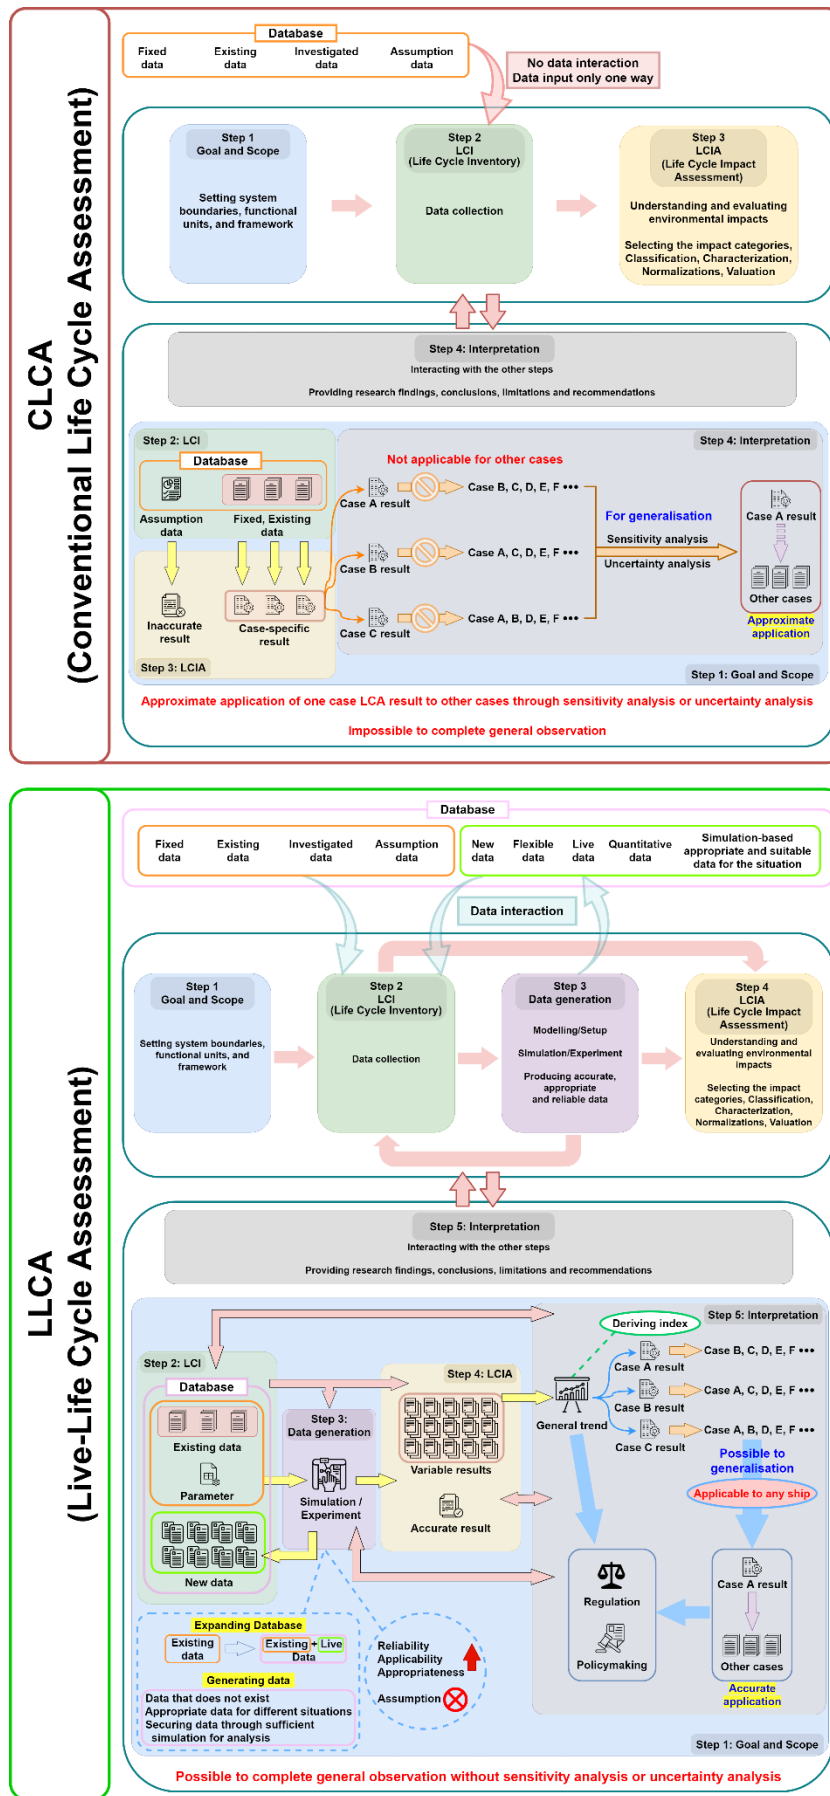 CLCA
(Conventional Life Cycle Assessment)
Database
Fixed
data
Existing
data
Investigated
data
Assumption
data
No data interaction
Data input only one way
Step 1
Goal and Scope
Setting system
boundaries, functional
units, and framework
Step 2
LCI
(Life Cycle Inventory)
Data collection
Step 3
LCIA
(Life Cycle Impact
Assessment)
Understanding and evaluating
environmental impacts
Selecting the impact categories,
Classification, Characterization,
Normalizations, Valuation
Step 4: Interpretation
Interacting with the other steps
Providing research findings, conclusions, limitations and recommendations
Step 2: LCI
Database
Assumption
data
Fixed, Existing
data
Inaccurate
result
Case-specific
result
Step 3: LCIA
Step 4: Interpretation
Not applicable for other cases
Case A result
Case B, C, D, E, F •••
Case B result
Case A, C, D, E, F •••
Case C result
Case A, B, D, E, F •••
For generalisation
Sensitivity analysis
Uncertainty analysis
Case A result
Other cases
Approximate
application
Step 1: Goal and Scope
Approximate application of one case LCA result to other cases through sensitivity analysis or uncertainty analysis
Impossible to complete general observation
LLCA
(Live-Life Cycle Assessment)
Database
Fixed
data
Existing
data
Investigated
data
Assumption
data
New
data
Flexible
data
Live
data
Quantitative
data
Simulation-based
appropriate and suitable
data for the situation
Data interaction
Step 1
Goal and Scope
Setting system boundaries,
functional units, and
framework
Step 2
LCI
(Life Cycle Inventory)
Data collection
Step 3
Data generation
Modelling/Setup
Simulation/Experiment
Producing accurate,
appropriate
and reliable data
Step 4
LCIA
(Life Cycle Impact
Assessment)
Understanding and
evaluating environmental
impacts
Selecting the impact
categories, Classification,
Characterization,
Normalizations, Valuation
Step 5: Interpretation
Interacting with the other steps
Providing research findings, conclusions, limitations and recommendations
Step 2: LCI
Database
Existing data
Parameter
New data
Step 3:
Data generation
Simulation /
Experiment
Step 4: LCIA
Variable results
Accurate result
Step 5: Interpretation
Deriving index
General trend
Case A result
Case B, C, D, E, F •••
Case B result
Case A, C, D, E, F •••
Case C result
Case A, B, D, E, F •••
Possible to
generalisation
Applicable to any ship
Regulation
Policymaking
Case A result
Other cases
Accurate
application
Expanding Database
Existing
data
Existing + Live
Data
Generating data
Data that does not exist
Appropriate data for different situations
Securing data through sufficient
simulation for analysis
Reliability
Applicability
Appropriateness
Assumption
Step 1: Goal and Scope
Possible to complete general observation without sensitivity analysis or uncertainty analysis